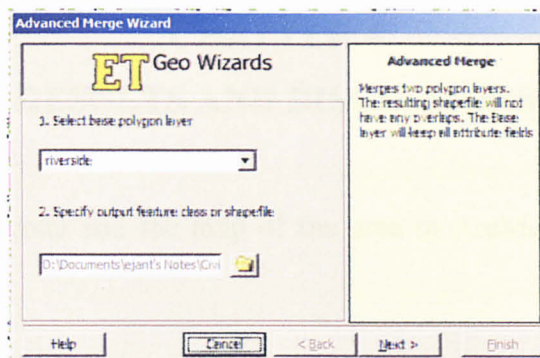 Advanced Merge Wizard
ET Geo Wizards
1. Select base polygon layer
riverside
2. Specify output feature class or shapefile
D:\Documents\ejant's Notes\Civi
Advanced Merge
Merges two polygon layers.
The resulting shapefile will not
have any overlaps. The Base
layer will keep all attribute fields
Help
Cancel
< Back
Next >
Finish